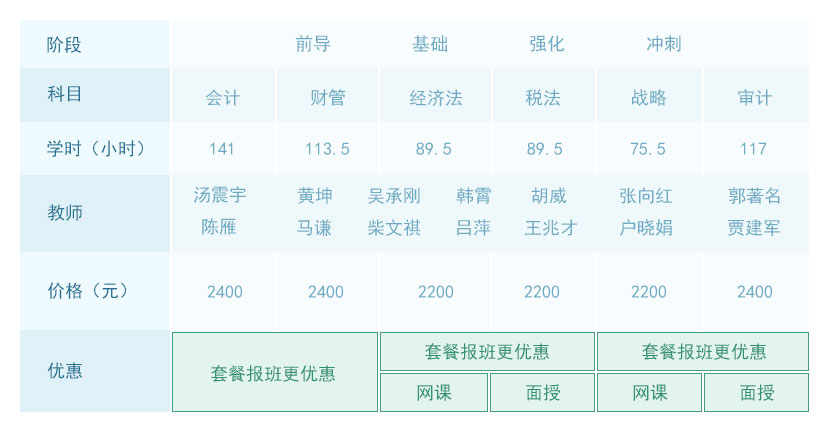 阶段 前导 基础 强化 冲刺
科目 会计 财管 经济法 税法 战略 审计
学时（小时） 141 113.5 89.5 89.5 75.5 117
教师 汤震宇 黄坤 吴承刚 韩霄 胡威 张向红 郭著名
陈雁 马谦 柴文祺 吕萍 王兆才 户晓娟 贾建军
价格（元） 2400 2400 2200 2200 2200 2400
优惠 套餐报班更优惠 套餐报班更优惠 套餐报班更优惠
网课 面授 网课 面授